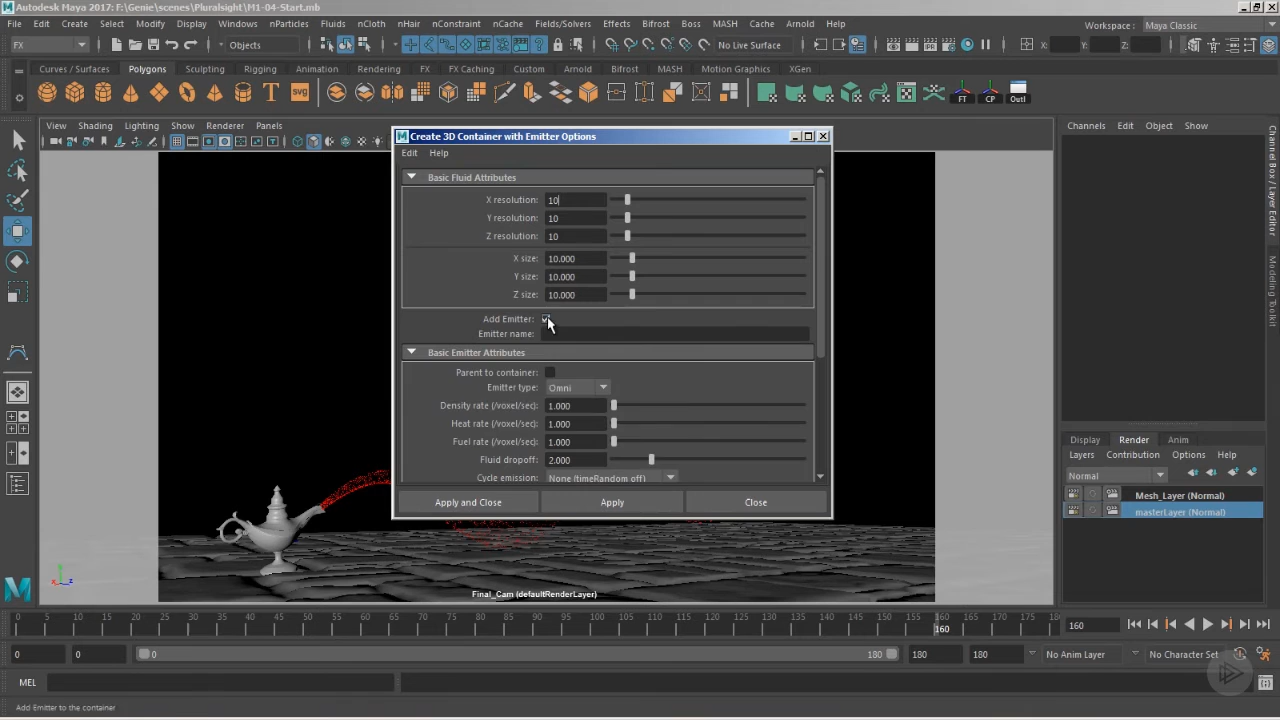 Autodesk Maya 2017: F:\Genie\scenes\Pluralsight\M1-04-Start.mb
File Edit Create Select Modify Display Windows nParticles Fluids nCloth nHair nConstraint nCache Fields/Solvers Effects Bifrost Boss MASH Cache Arnold Help Workspace : Maya Classic
FX Objects No Live Surface X: Y: Z:
Curves / Surfaces Polygons Sculpting Rigging Animation Rendering FX FX Caching Custom Arnold Bifrost MASH Motion Graphics XGen
T SVG FT CP Outl
View Shading Lighting Show Renderer Panels
Channels Edit Object Show
Channel Box / Layer Editor
Modeling Toolkit
Create 3D Container with Emitter Options
Edit Help
Basic Fluid Attributes
X resolution: 10
Y resolution: 10
Z resolution: 10
X size: 10.000
Y size: 10.000
Z size: 10.000
Add Emitter:
Emitter name:
Basic Emitter Attributes
Parent to container:
Emitter type: Omni
Density rate (/voxel/sec): 1.000
Heat rate (/voxel/sec): 1.000
Fuel rate (/voxel/sec): 1.000
Fluid dropoff: 2.000
Cycle emission: None (timeRandom off)
Apply and Close Apply Close
Display Render Anim
Layers Contribution Options Help
Normal
Mesh_Layer (Normal)
masterLayer (Normal)
Final_Cam (defaultRenderLayer)
0 5 10 15 20 25 30 35 40 45 50 55 60 65 70 75 80 85 90 95 100 105 110 115 120 125 130 135 140 145 150 155 160 165 170 175 18
160 160
0 0 0 180 180 180 No Anim Layer No Character Set
MEL
Add Emitter to the container